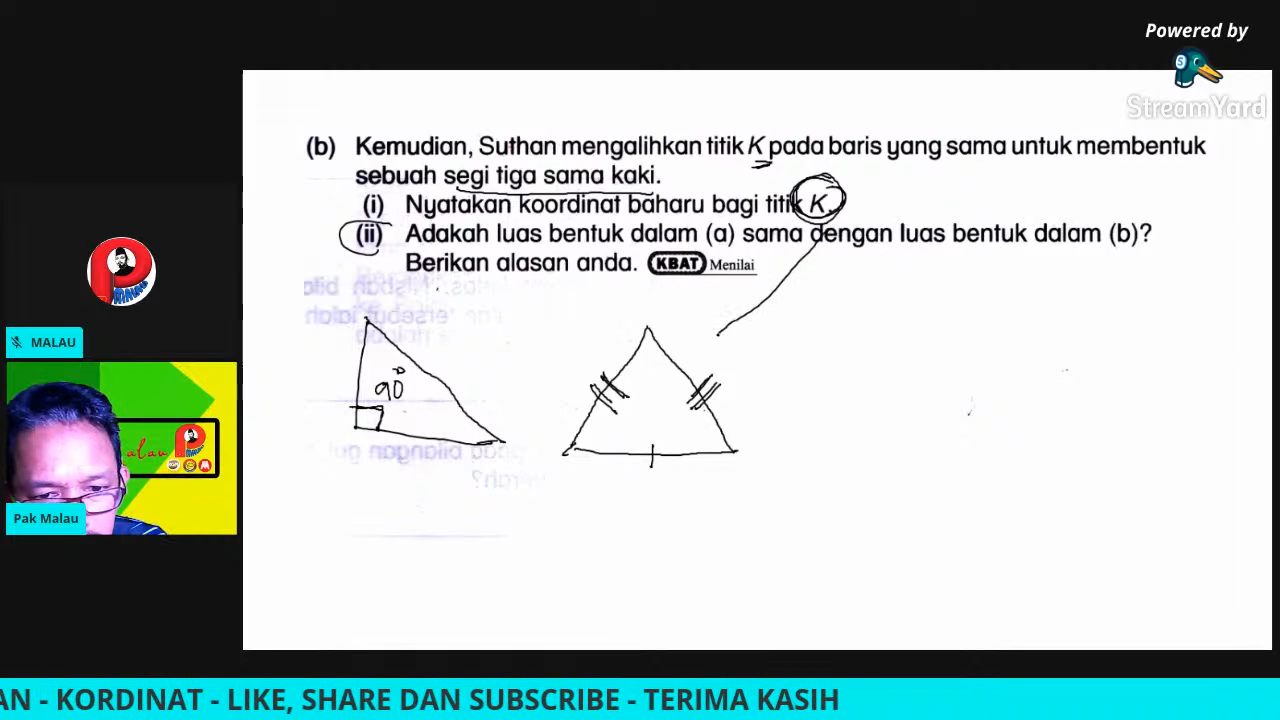 Powered by
StreamYard
(b) Kemudian, Suthan mengalihkan titik K pada baris yang sama untuk membentuk
sebuah segi tiga sama kaki.
(i) Nyatakan koordinat baharu bagi titik K.
(ii) Adakah luas bentuk dalam (a) sama dengan luas bentuk dalam (b)?
Berikan alasan anda. KBAT Menilai
90°
MALAU
MALAU
alau
Pak Malau
AN - KORDINAT - LIKE, SHARE DAN SUBSCRIBE - TERIMA KASIH